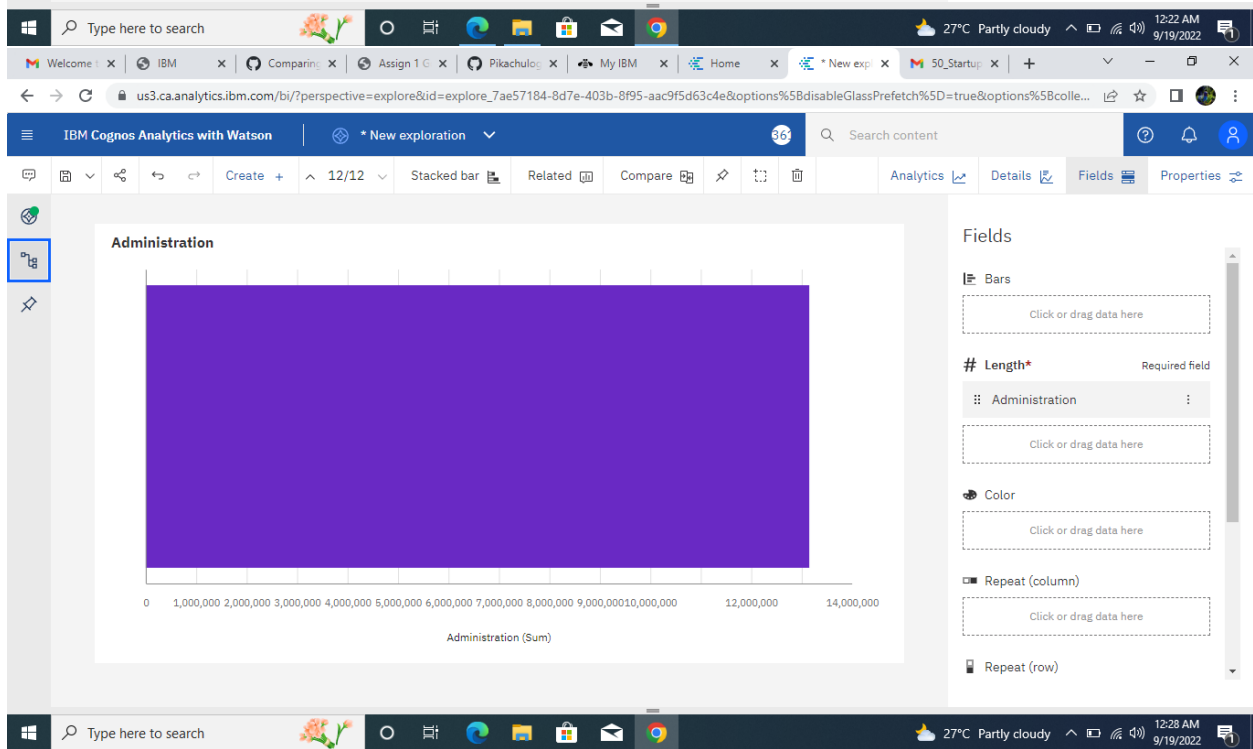 Type here to search
27°C Partly cloudy
12:22 AM
9/19/2022
1
Welcome t
IBM
Comparing
Assign 1 G
Pikachulog
My IBM
Home
* New expl
50_Startup
us3.ca.analytics.ibm.com/bi/?perspective=explore&id=explore_7ae57184-8d7e-403b-8f95-aac9f5d63c4e&options%5BdisableGlassPrefetch%5D=true&options%5Bcolle...
IBM Cognos Analytics with Watson
* New exploration
Search content
Create +
12/12
Stacked bar
Related
Compare
Analytics
Details
Fields
Properties
Administration
0 1,000,000 2,000,000 3,000,000 4,000,000 5,000,000 6,000,000 7,000,000 8,000,000 9,000,00010,000,000 12,000,000 14,000,000
Administration (Sum)
Fields
Bars
Click or drag data here
# Length*
Required field
Administration
Click or drag data here
Color
Click or drag data here
Repeat (column)
Click or drag data here
Repeat (row)
Type here to search
27°C Partly cloudy
12:28 AM
9/19/2022
1